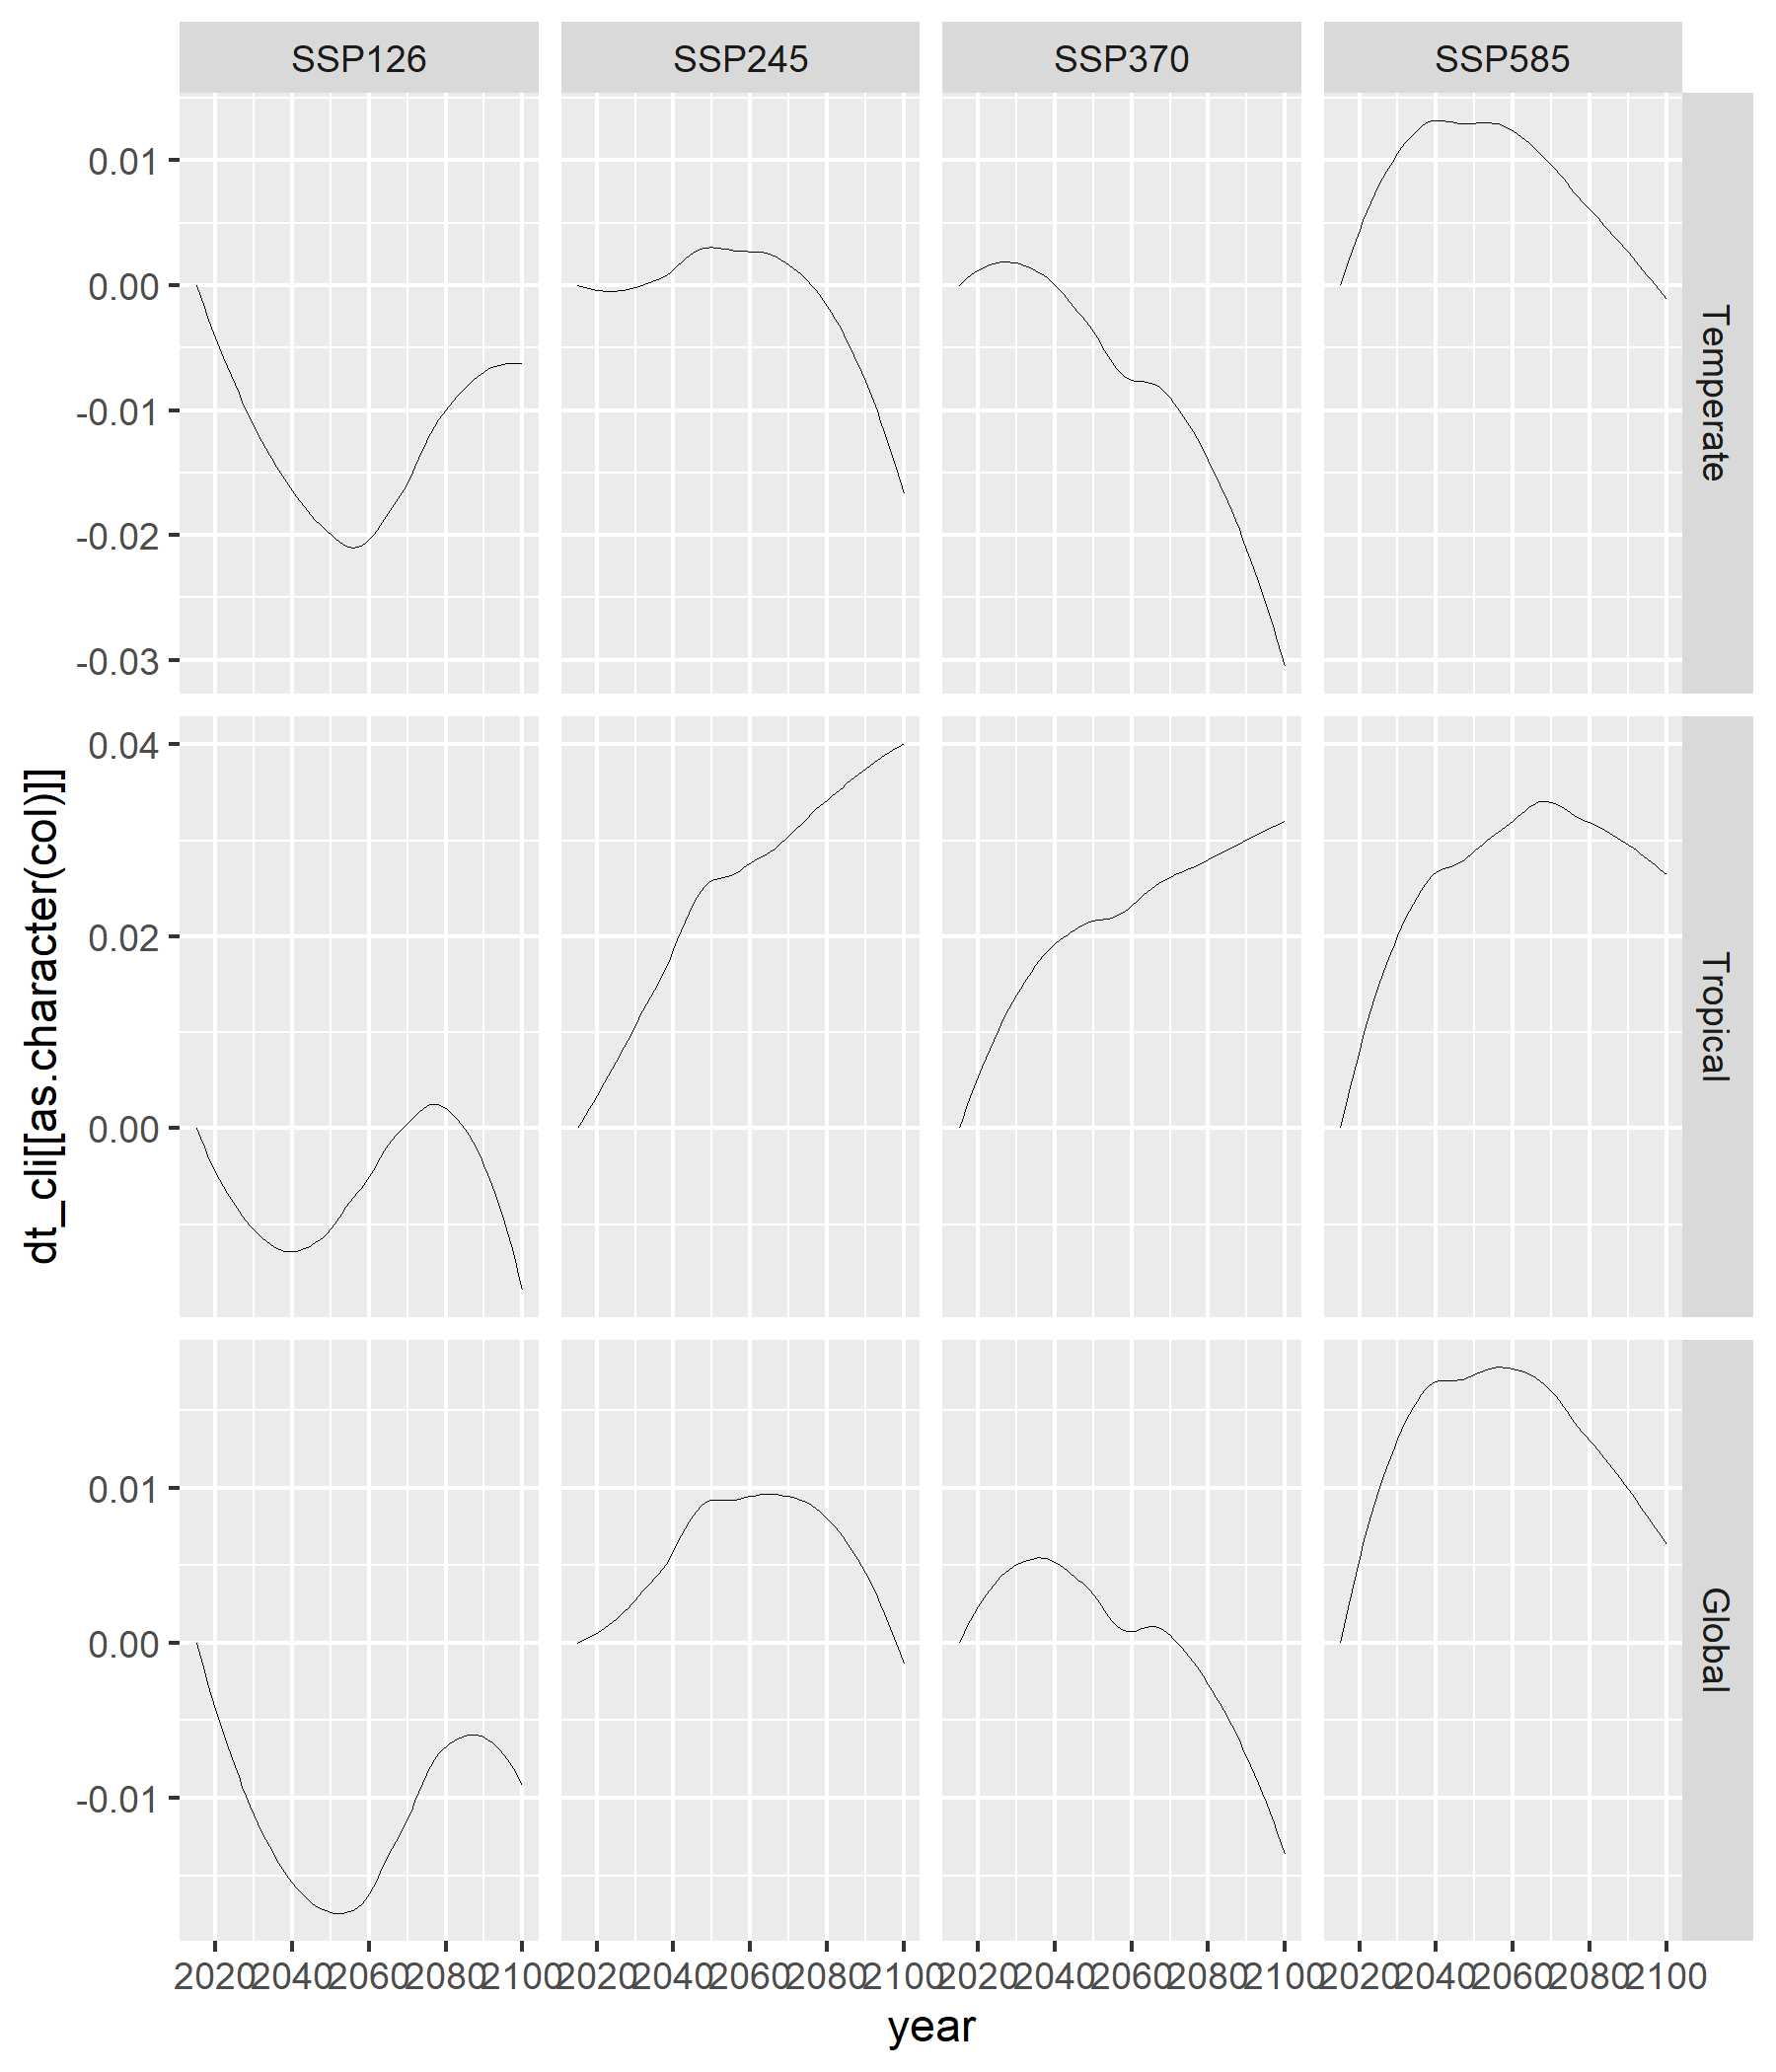 SSP126 SSP245 SSP370 SSP585
0.01
0.00
-0.01
-0.02
-0.03
Temperate
0.04
0.02
0.00
Tropical
0.01
0.00
-0.01
Global
dt_cli[as.character(col)]]
2020 2040 2060 2080 2100 2020 2040 2060 2080 2100 2020 2040 2060 2080 2100 2020 2040 2060 2080 2100
year